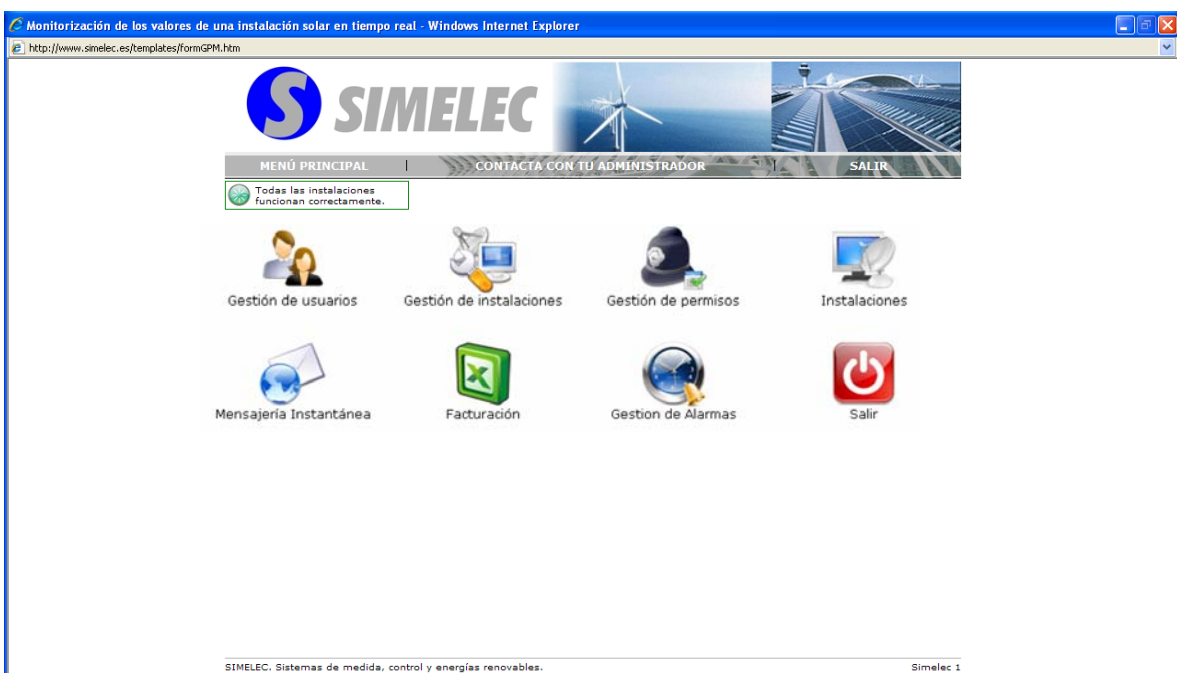 Monitorización de los valores de una instalación solar en tiempo real - Windows Internet Explorer
http://www.simelec.es/templates/formGPM.htm
S SIMELEC
MENÚ PRINCIPAL | CONTACTA CON TU ADMINISTRADOR | SALIR
Todas las instalaciones
funcionan correctamente.
Gestión de usuarios Gestión de instalaciones Gestión de permisos Instalaciones
Mensajería Instantánea Facturación Gestion de Alarmas Salir
SIMELEC. Sistemas de medida, control y energías renovables. Simelec 1